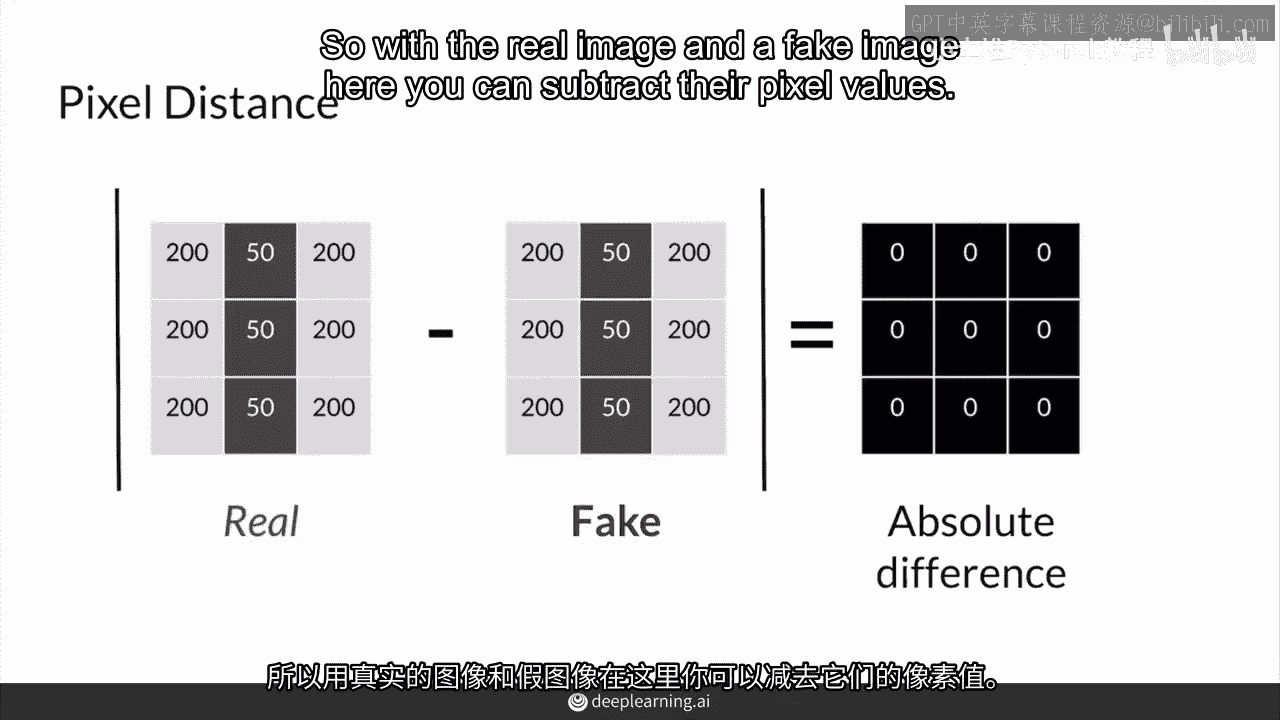 GPT中英字幕课程资源@bilibili.com
So with the real image and a fake image
here you can subtract their pixel values.
Pixel Distance
200 50 200 200 50 200 0 0 0
200 50 200 - 200 50 200 = 0 0 0
200 50 200 200 50 200 0 0 0
Real Fake Absolute
difference
所以用真实的图像和假图像在这里你可以减去它们的像素值。
deeplearning.ai